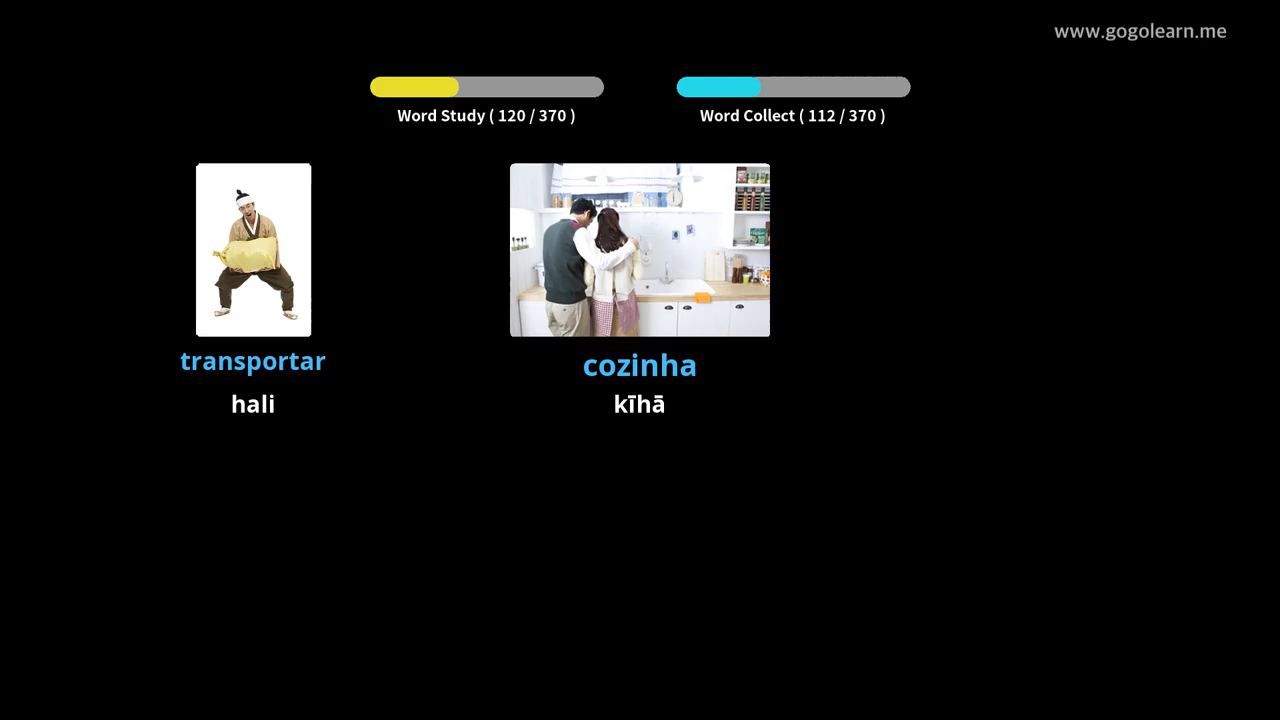 www.gogolearn.me
Word Study ( 120 / 370 )
Word Collect ( 112 / 370 )
transportar
hali
cozinha
kīhā